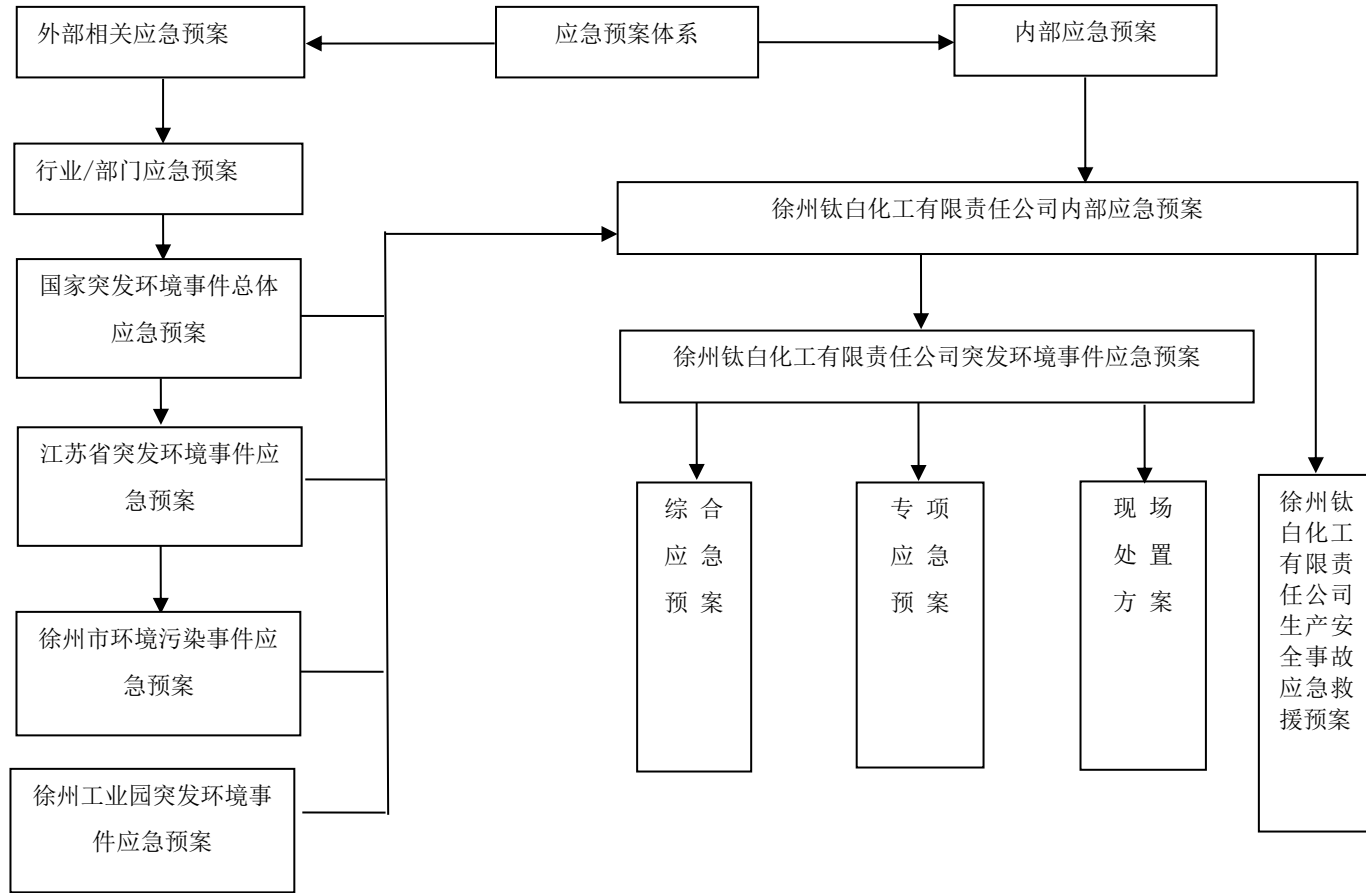 外部相关应急预案
应急预案体系
内部应急预案
行业/部门应急预案
徐州钛白化工有限责任公司内部应急预案
国家突发环境事件总体
应急预案
徐州钛白化工有限责任公司突发环境事件应急预案
江苏省突发环境事件应
急预案
综合
应急
预案
专项
应急
预案
现场
处置
方案
徐州钛
白化工
有限责
任公司
生产安
全事故
应急救
援预案
徐州市环境污染事件应
急预案
徐州工业园突发环境事
件应急预案